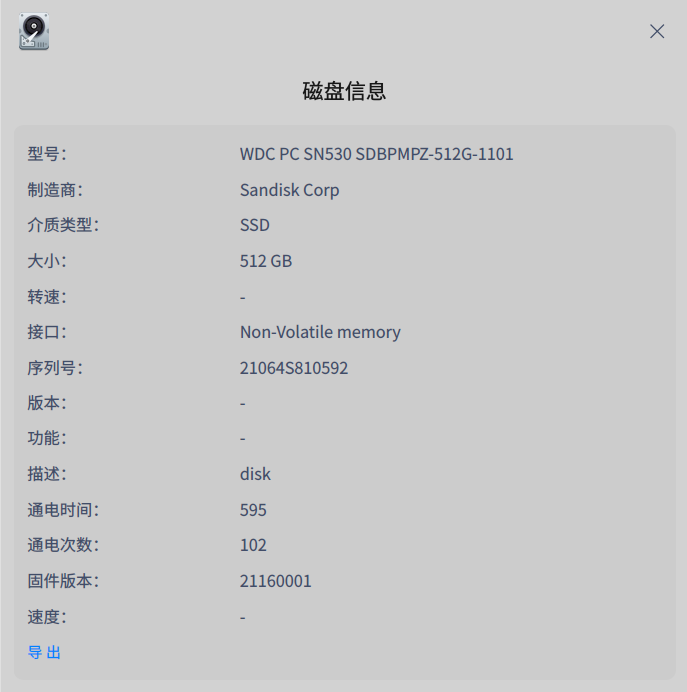 磁盘信息
型号： WDC PC SN530 SDBPMPZ-512G-1101
制造商： Sandisk Corp
介质类型： SSD
大小： 512 GB
转速： -
接口： Non-Volatile memory
序列号： 21064S810592
版本： -
功能： -
描述： disk
通电时间： 595
通电次数： 102
固件版本： 21160001
速度： -
导 出